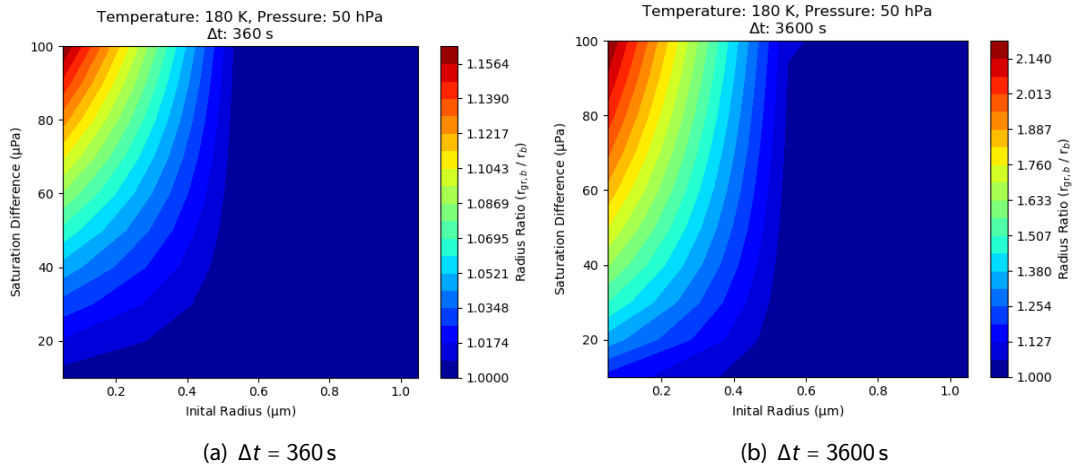 Temperature: 180 K, Pressure: 50 hPa
Δt: 360 s
100
80
60
40
20
Saturation Difference (μPa)
0.2 0.4 0.6 0.8 1.0
Inital Radius (μm)
1.1564
1.1390
1.1217
1.1043
1.0869
1.0695
1.0521
1.0348
1.0174
1.0000
Radius Ratio (r_gr, b / r_b)
(a) Δt = 360 s
Temperature: 180 K, Pressure: 50 hPa
Δt: 3600 s
100
80
60
40
20
Saturation Difference (μPa)
0.2 0.4 0.6 0.8 1.0
Inital Radius (μm)
2.140
2.013
1.887
1.760
1.633
1.507
1.380
1.254
1.127
1.000
Radius Ratio (r_gr, b / r_b)
(b) Δt = 3600 s